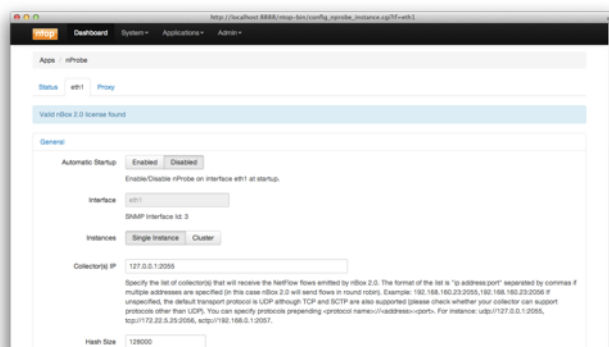 http://localhost:8888/ntop-bin/config_nprobe_instance.cgi?if=eth1
ntop Dashboard System Applications Admin
Apps / nProbe
Status eth1 Proxy
Valid nBox 2.0 license found
General
Automatic Startup Enabled Disabled
Enable/Disable nProbe on interface eth1 at startup.
Interface eth1
SNMP Interface Id: 3
Instances Single Instance Cluster
Collector(s) IP 127.0.0.1:2055
Specify the list of collector(s) that will receive the NetFlow flows emitted by nBox 2.0. The format of the list is "ip address:port" separated by commas if
multiple addresses are specified (in this case nBox 2.0 will send flows in round robin). Example: 192.168.160.23:2055,192.168.160.23:2056 If
unspecified, the default transport protocol is UDP although TCP and SCTP are also supported (please check whether your collector can support
protocols other than UDP). You can specify protocols prepending <protocol name>://<address>:<port>. For instance: udp://127.0.0.1:2055,
tcp://172.22.5.25:2056, sctp://192.168.0.1:2057.
Hash Size 128000